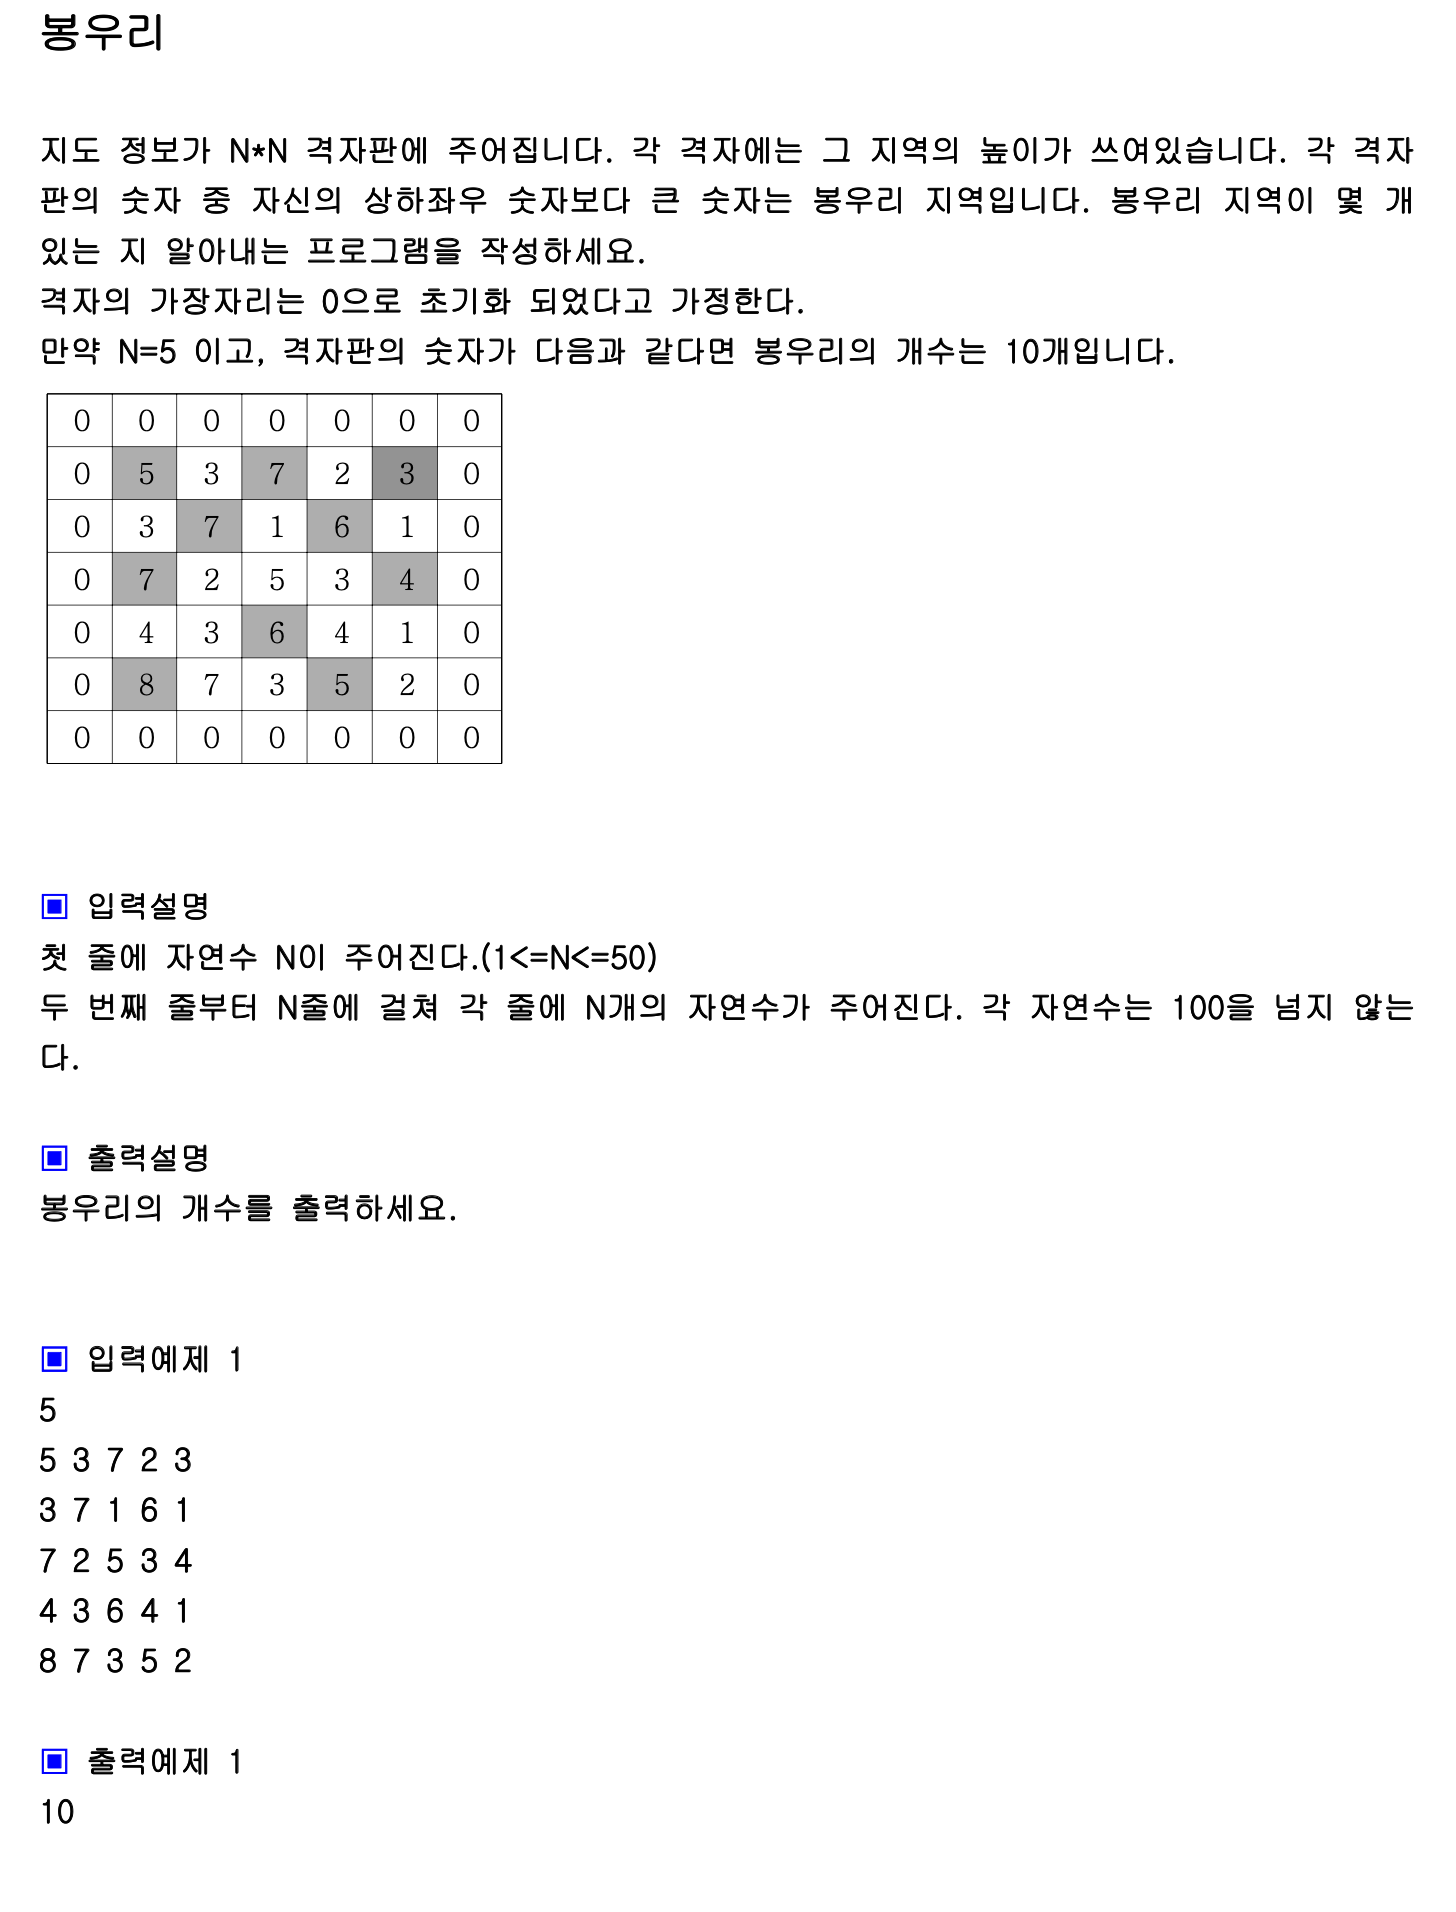 봉우리
지도 정보가 N*N 격자판에 주어집니다. 각 격자에는 그 지역의 높이가 쓰여있습니다. 각 격자
판의 숫자 중 자신의 상하좌우 숫자보다 큰 숫자는 봉우리 지역입니다. 봉우리 지역이 몇 개
있는 지 알아내는 프로그램을 작성하세요.
격자의 가장자리는 0으로 초기화 되었다고 가정한다.
만약 N=5 이고, 격자판의 숫자가 다음과 같다면 봉우리의 개수는 10개입니다.
0 0 0 0 0 0 0
0 5 3 7 2 3 0
0 3 7 1 6 1 0
0 7 2 5 3 4 0
0 4 3 6 4 1 0
0 8 7 3 5 2 0
0 0 0 0 0 0 0
▣ 입력설명
첫 줄에 자연수 N이 주어진다.(1<=N<=50)
두 번째 줄부터 N줄에 걸쳐 각 줄에 N개의 자연수가 주어진다. 각 자연수는 100을 넘지 않는
다.
▣ 출력설명
봉우리의 개수를 출력하세요.
▣ 입력예제 1
5
5 3 7 2 3
3 7 1 6 1
7 2 5 3 4
4 3 6 4 1
8 7 3 5 2
▣ 출력예제 1
10